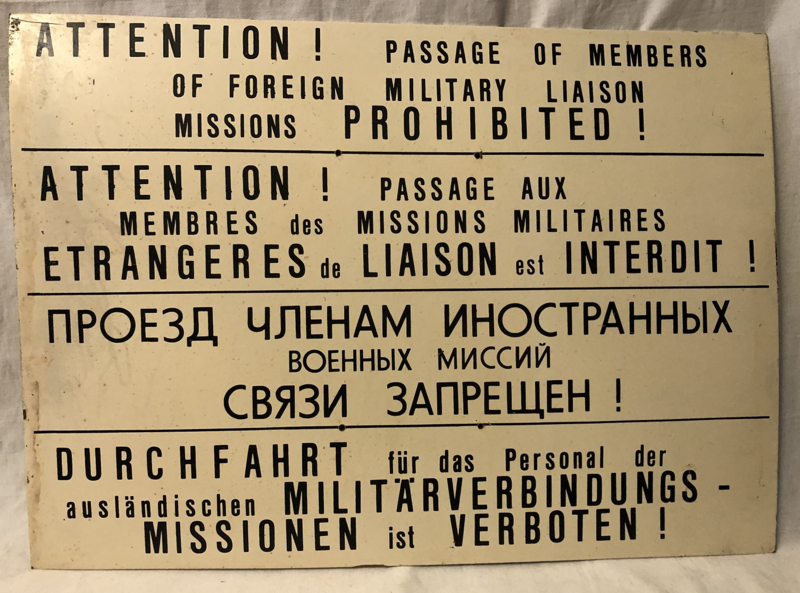 ATTENTION ! PASSAGE OF MEMBERS
OF FOREIGN MILITARY LIAISON
MISSIONS PROHIBITED !
ATTENTION ! PASSAGE AUX
MEMBRES des MISSIONS MILITAIRES
ETRANGERES de LIAISON est INTERDIT !
ПРОЕЗД ЧЛЕНАМ ИНОСТРАННЫХ
ВОЕННЫХ МИССИЙ
СВЯЗИ ЗАПРЕЩЕН !
DURCHFAHRT für das Personal der
ausländischen MILITÄRVERBINDUNGS -
MISSIONEN ist VERBOTEN !